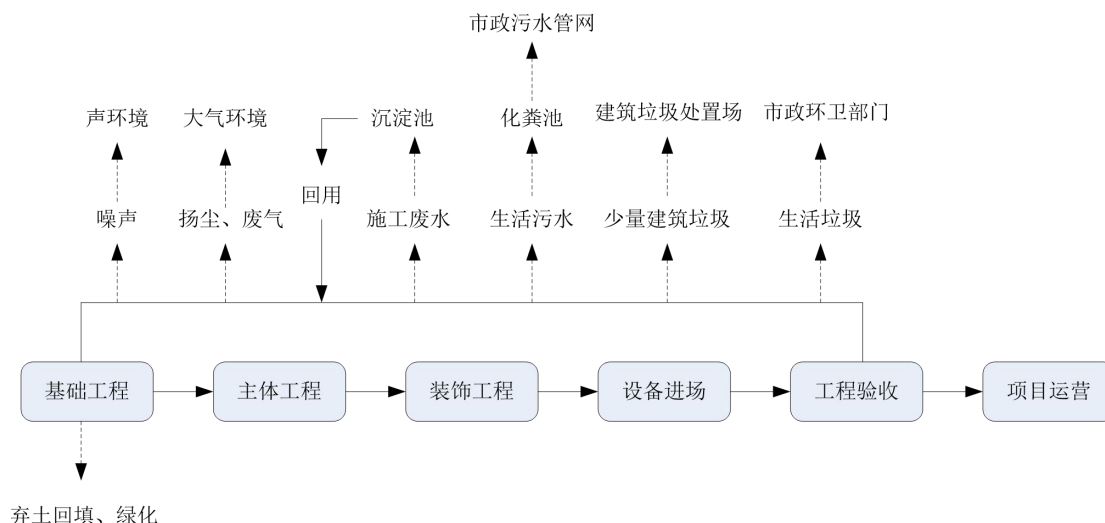 市政污水管网
声环境
大气环境
沉淀池
化粪池
建筑垃圾处置场
市政环卫部门
回用
噪声
扬尘、废气
施工废水
生活污水
少量建筑垃圾
生活垃圾
基础工程
主体工程
装饰工程
设备进场
工程验收
项目运营
弃土回填、绿化